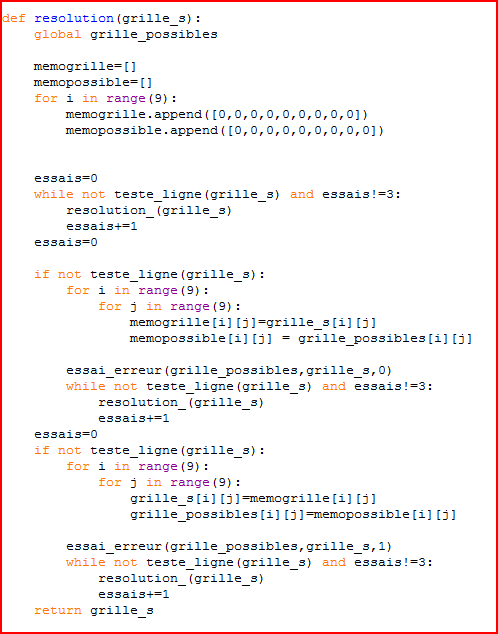 def resolution(grille_s):
    global grille_possibles

    memogrille=[]
    memopossible=[]
    for i in range(9):
        memogrille.append([0,0,0,0,0,0,0,0,0])
        memopossible.append([0,0,0,0,0,0,0,0,0])


    essais=0
    while not teste_ligne(grille_s) and essais!=3:
        resolution_(grille_s)
        essais+=1
    essais=0

    if not teste_ligne(grille_s):
        for i in range(9):
            for j in range(9):
                memogrille[i][j]=grille_s[i][j]
                memopossible[i][j] = grille_possibles[i][j]

        essai_erreur(grille_possibles,grille_s,0)
        while not teste_ligne(grille_s) and essais!=3:
            resolution_(grille_s)
            essais+=1
    essais=0
    if not teste_ligne(grille_s):
        for i in range(9):
            for j in range(9):
                grille_s[i][j]=memogrille[i][j]
                grille_possibles[i][j]=memopossible[i][j]

        essai_erreur(grille_possibles,grille_s,1)
        while not teste_ligne(grille_s) and essais!=3:
            resolution_(grille_s)
            essais+=1
    return grille_s